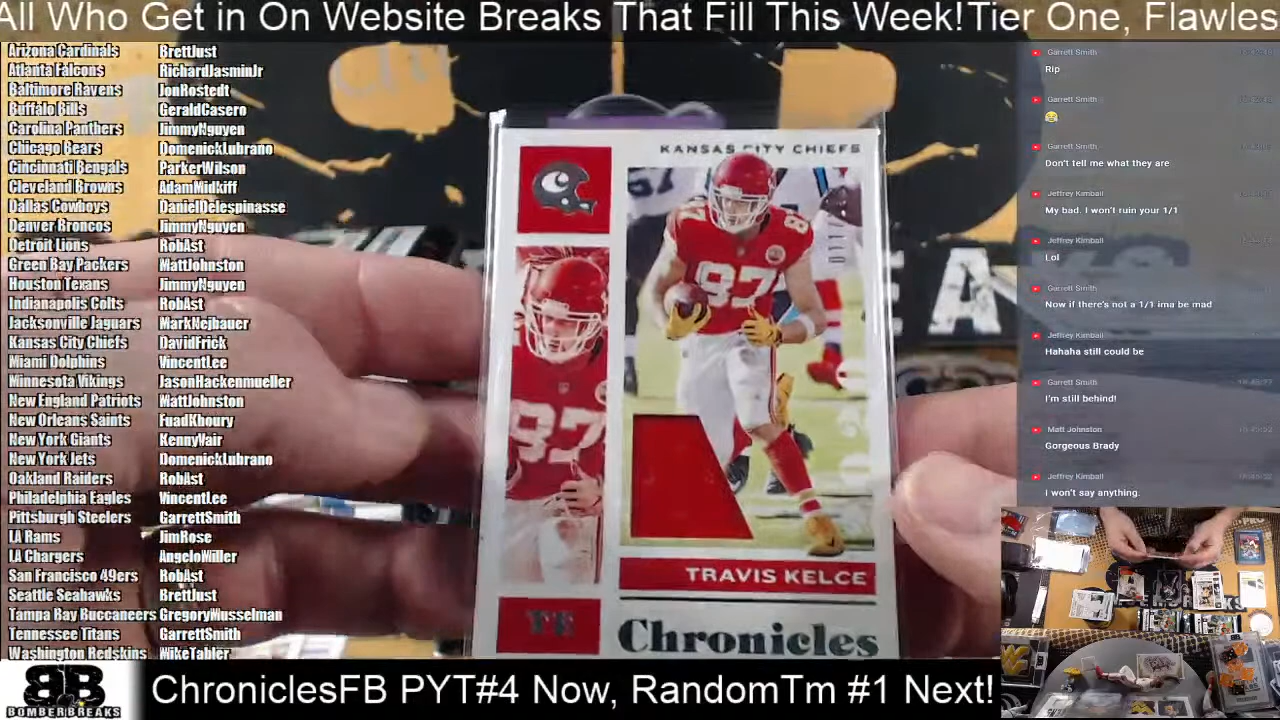 All Who Get in On Website Breaks That Fill This Week!Tier One, Flawles
Arizona Cardinals BrettJust
Atlanta Falcons RichardJasminJr
Baltimore Ravens JonRostedt
Buffalo Bills GeraldCasero
Carolina Panthers JimmyNguyen
Chicago Bears DomenickLubrano
Cincinnati Bengals ParkerWilson
Cleveland Browns AdamMidkiff
Dallas Cowboys DanielDelespinasse
Denver Broncos JimmyNguyen
Detroit Lions RobAst
Green Bay Packers MattJohnston
Houston Texans JimmyNguyen
Indianapolis Colts RobAst
Jacksonville Jaguars MarkNejbauer
Kansas City Chiefs DavidFrick
Miami Dolphins VincentLee
Minnesota Vikings JasonHackenmueller
New England Patriots MattJohnston
New Orleans Saints FuadKhoury
New York Giants KennyVair
New York Jets DomenickLubrano
Oakland Raiders RobAst
Philadelphia Eagles VincentLee
Pittsburgh Steelers GarrettSmith
LA Rams JimRose
LA Chargers AngeloWiller
San Francisco 49ers RobAst
Seattle Seahawks BrettJust
Tampa Bay Buccaneers GregoryMusselman
Tennessee Titans GarrettSmith
Washington Redskins MikeTabler
KANSAS CITY CHIEFS
87
87
TRAVIS KELCE
TE
Chronicles
Garrett Smith
Rip
Garrett Smith
Garrett Smith
Don't tell me what they are
Jeffrey Kimball
My bad. I won't ruin your 1/1
Jeffrey Kimball
Lol
Garrett Smith
Now if there's not a 1/1 ima be mad
Jeffrey Kimball
Hahaha still could be
Garrett Smith
I'm still behind!
Matt Johnston
Gorgeous Brady
Jeffrey Kimball
I won't say anything.
BB
BOMBERBREAKS
ChroniclesFB PYT#4 Now, RandomTm #1 Next!